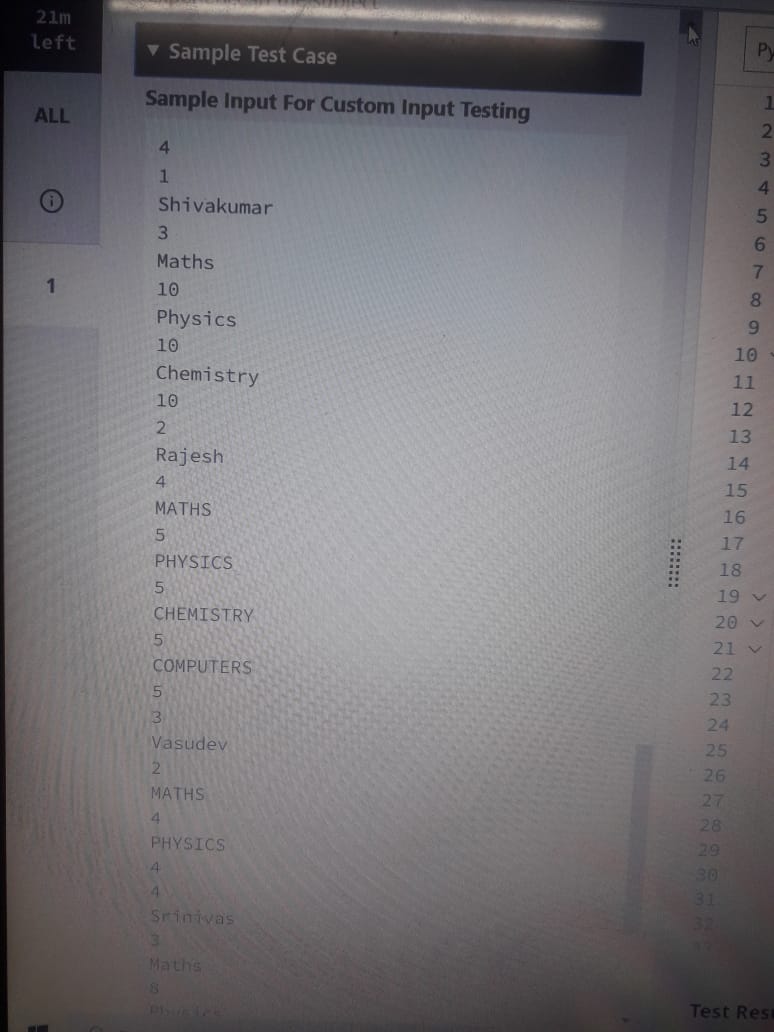 21m
left
Sample Test Case
ALL
Sample Input For Custom Input Testing
4
1
Shivakumar
3
Maths
10
Physics
10
Chemistry
10
2
Rajesh
4
MATHS
5
PHYSICS
5
CHEMISTRY
5
COMPUTERS
5
3
Vasudev
2
MATHS
4
PHYSICS
4
4
Srinivas
3
Maths
8
Physics
1
Py
1
2
3
4
5
6
7
8
9
10
11
12
13
14
15
16
17
18
19
20
21
22
23
24
25
26
27
28
29
30
31
32
Test Res